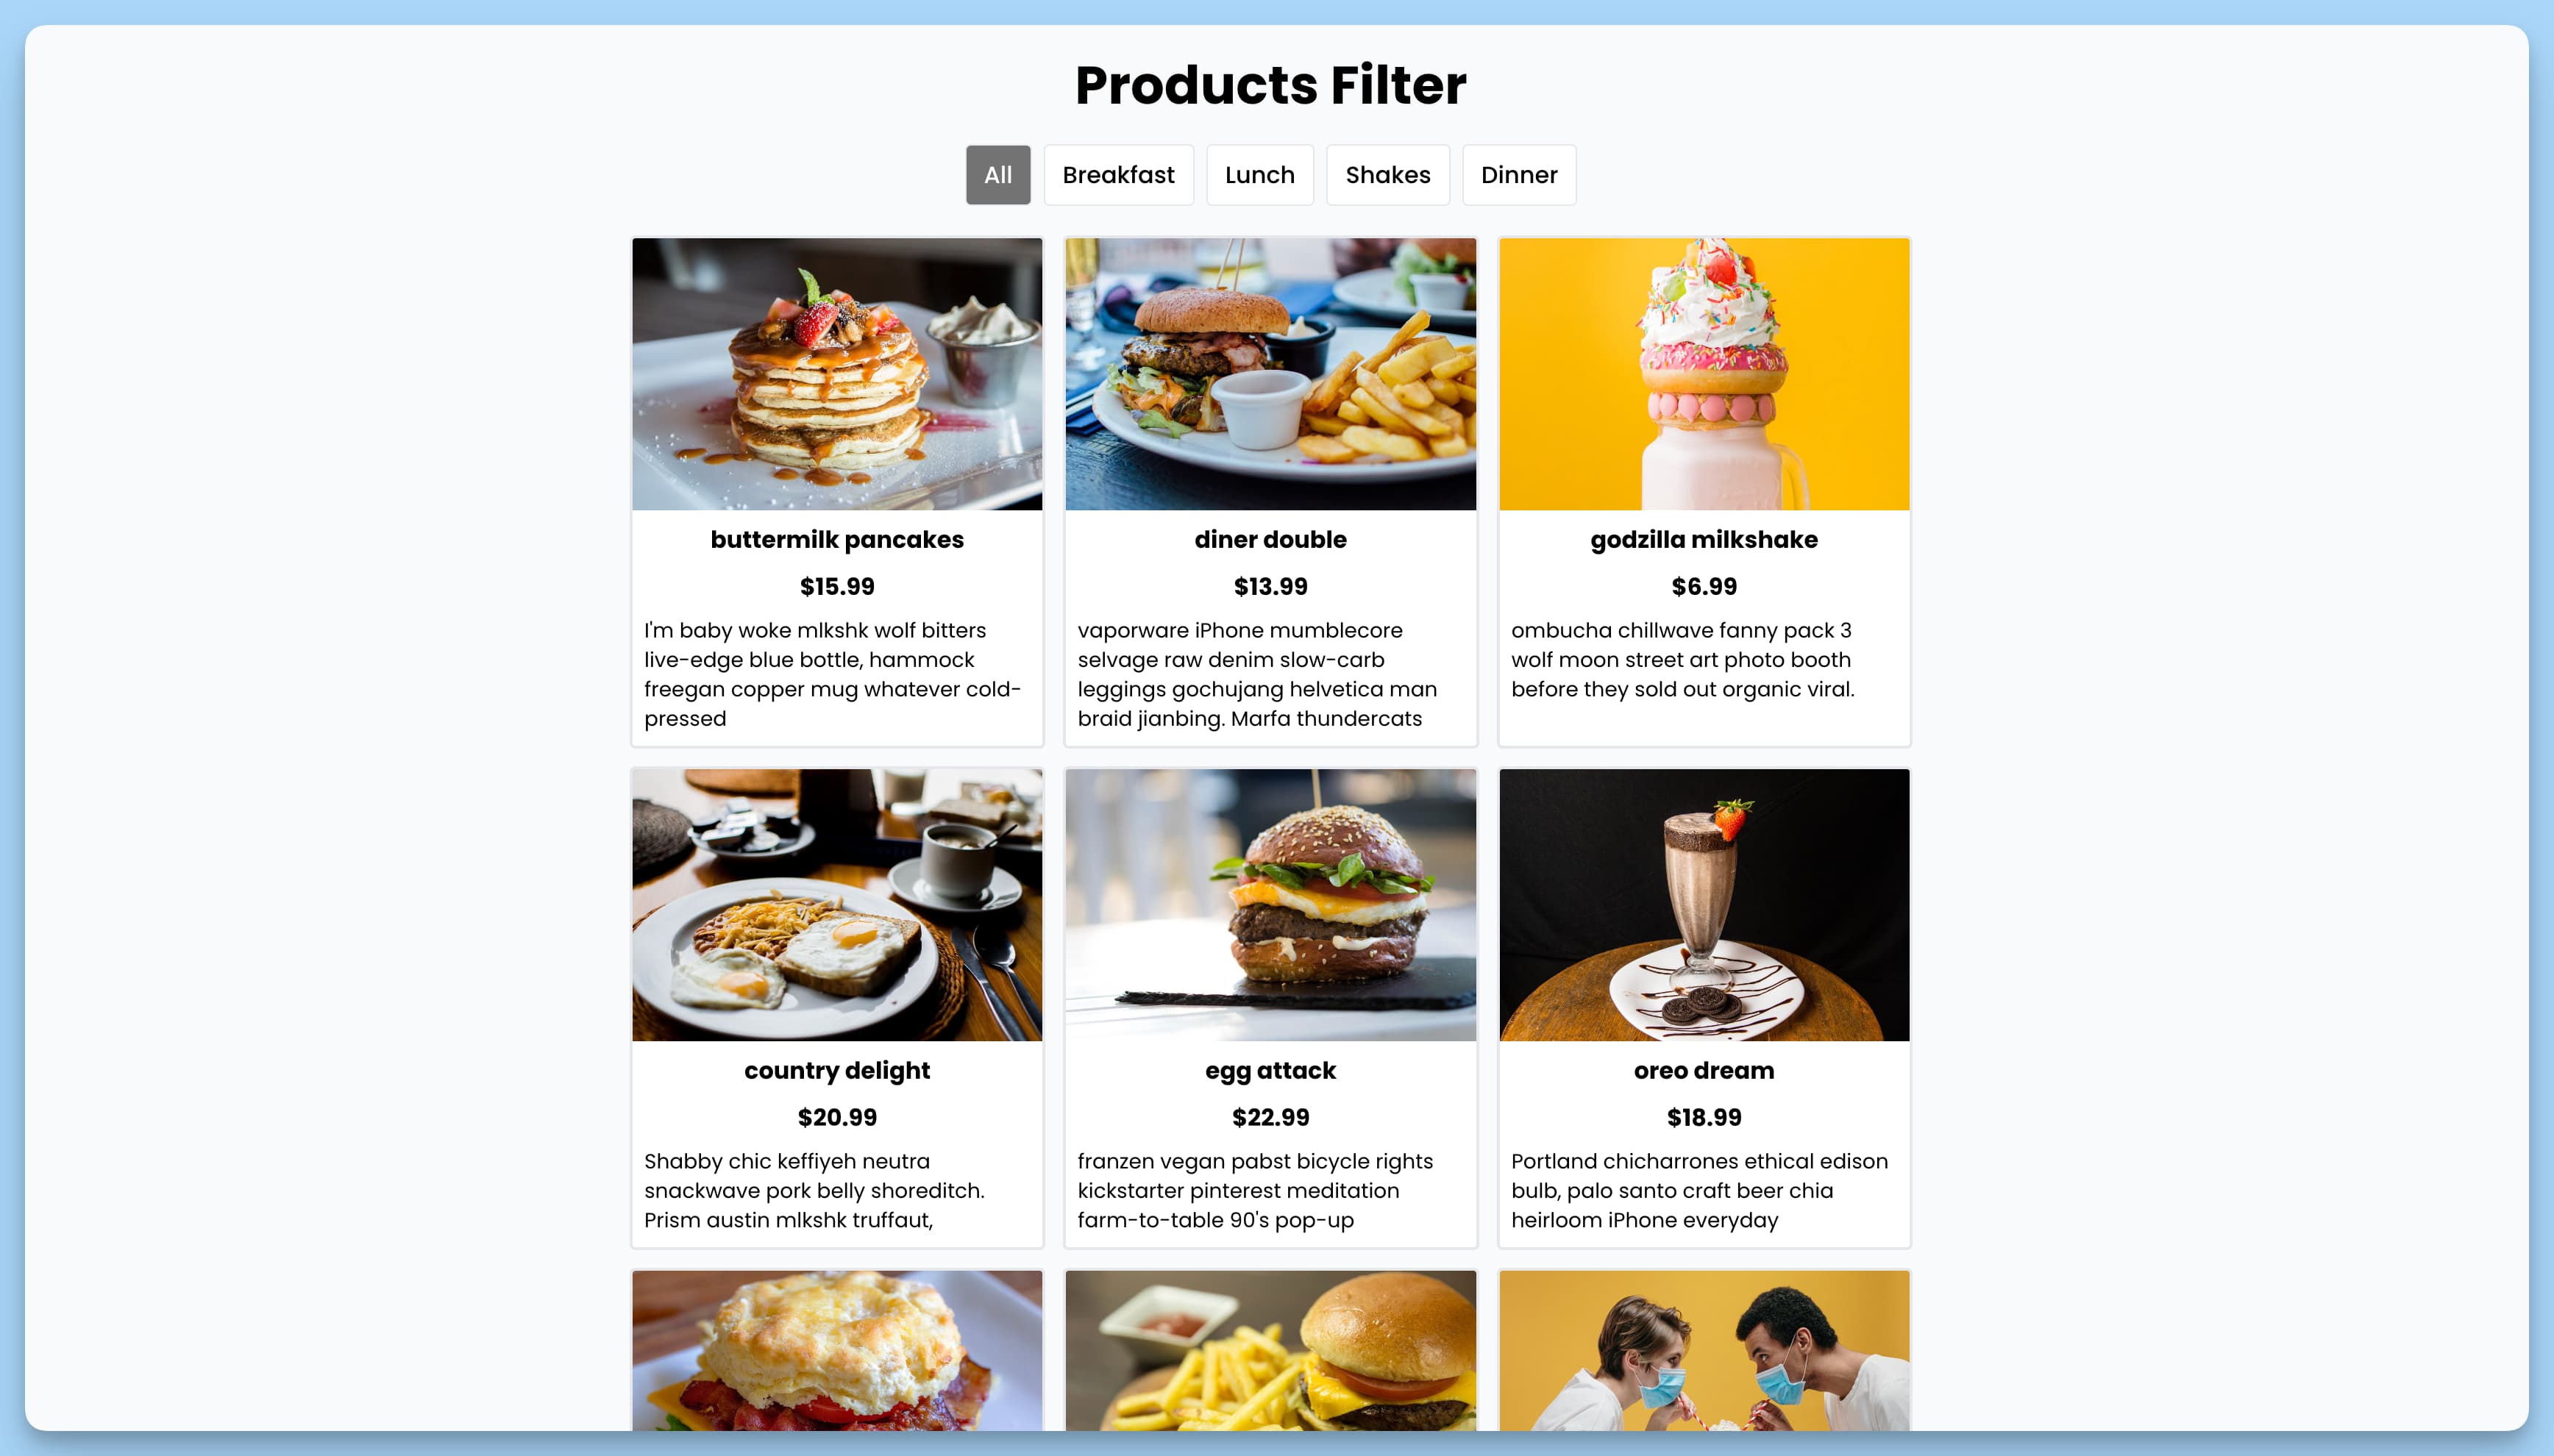 Products Filter
All
Breakfast
Lunch
Shakes
Dinner
buttermilk pancakes
$15.99
I'm baby woke mlkshk wolf bitters
live-edge blue bottle, hammock
freegan copper mug whatever cold-
pressed
diner double
$13.99
vaporware iPhone mumblecore
selvage raw denim slow-carb
leggings gochujang helvetica man
braid jianbing. Marfa thundercats
godzilla milkshake
$6.99
ombucha chillwave fanny pack 3
wolf moon street art photo booth
before they sold out organic viral.
country delight
$20.99
Shabby chic keffiyeh neutra
snackwave pork belly shoreditch.
Prism austin mlkshk truffaut,
egg attack
$22.99
franzen vegan pabst bicycle rights
kickstarter pinterest meditation
farm-to-table 90's pop-up
oreo dream
$18.99
Portland chicharrones ethical edison
bulb, palo santo craft beer chia
heirloom iPhone everyday